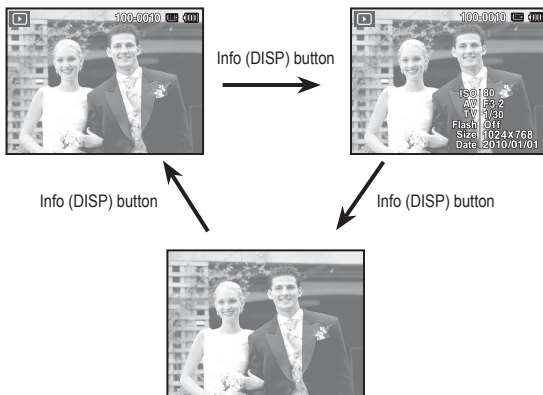 100-0010
100-0010
Info (DISP) button
ISO 80
AV F3.2
TV 1/30
Flash Off
Size 1024X768
Date 2010/01/01
Info (DISP) button
Info (DISP) button